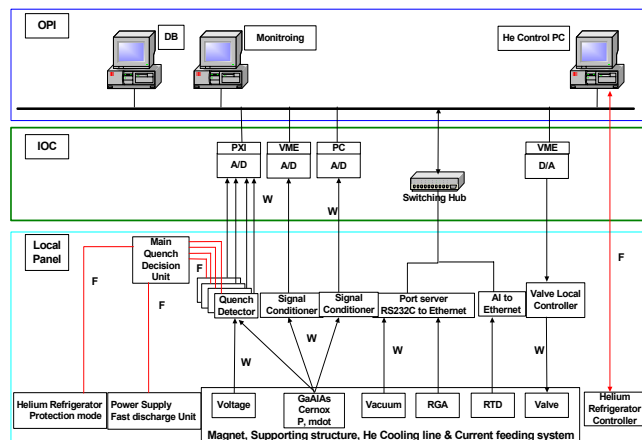 OPI
DB
Monitroing
He Control PC
IOC
PXI
A/D
VME
A/D
PC
A/D
VME
D/A
W
W
Switching Hub
Local
Panel
Main
Quench
Decision
Unit
F
F
F
F
Quench
Detector
Signal
Conditioner
Signal
Conditioner
Port server
RS232C to Ethernet
AI to
Ethernet
Valve Local
Controller
W
W
W
W
Helium Refrigerator
Protection mode
Power Supply
Fast discharge Unit
Voltage
GaAlAs
Cernox
P, mdot
Vacuum
RGA
RTD
Valve
Helium
Refrigerator
Controller
Magnet, Supporting structure, He Cooling line & Current feeding system